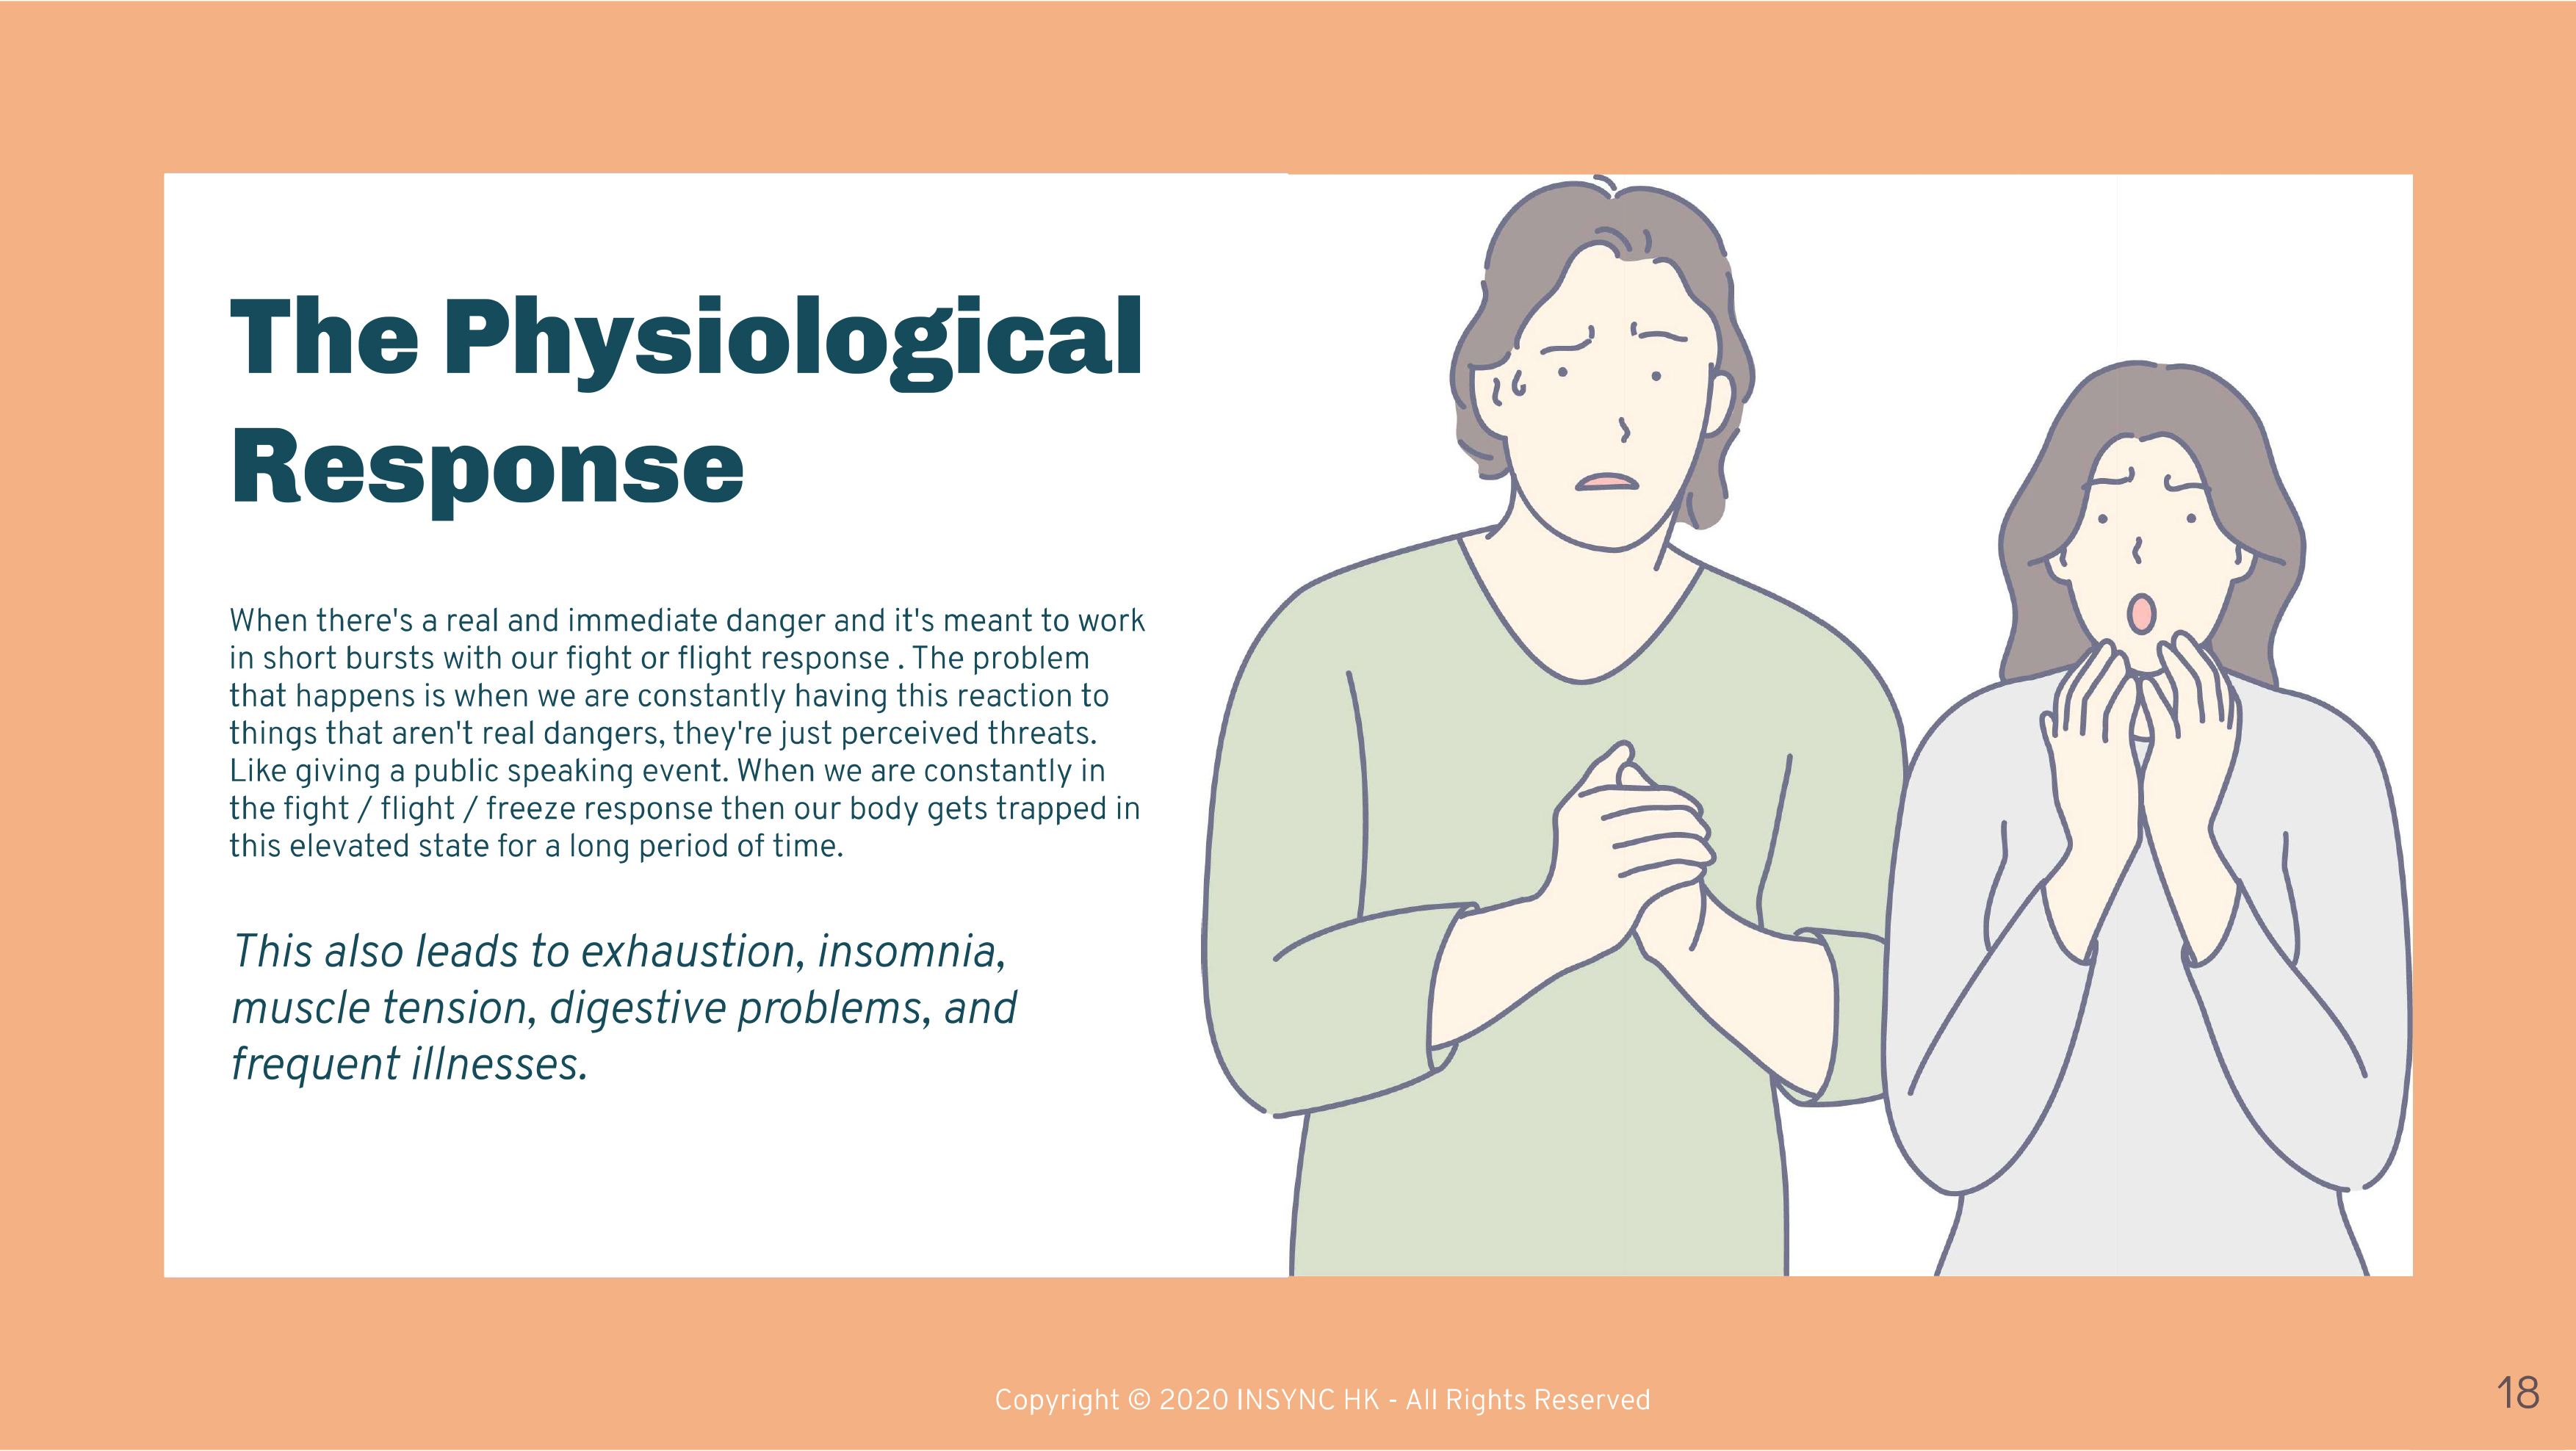 The Physiological
Response
When there's a real and immediate danger and it's meant to work
in short bursts with our fight or flight response . The problem
that happens is when we are constantly having this reaction to
things that aren't real dangers, they're just perceived threats.
Like giving a public speaking event. When we are constantly in
the fight / flight / freeze response then our body gets trapped in
this elevated state for a long period of time.
This also leads to exhaustion, insomnia,
muscle tension, digestive problems, and
frequent illnesses.
Copyright © 2020 INSYNC HK - All Rights Reserved
18